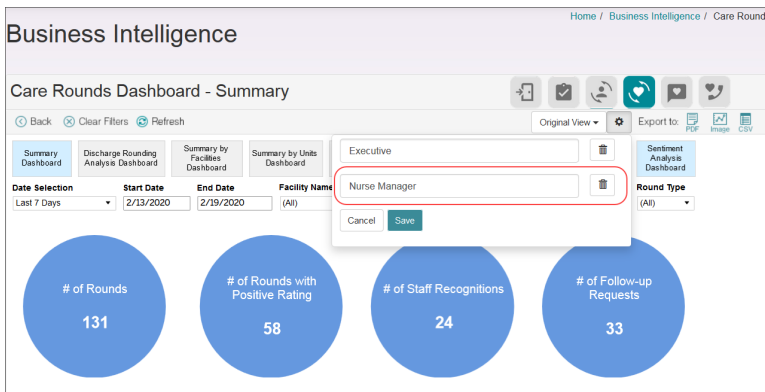 Home / Business Intelligence / Care Round
Business Intelligence
Care Rounds Dashboard - Summary
Back Clear Filters Refresh
Original View
Export to:
PDF Image CSV
Summary
Dashboard
Discharge Rounding
Analysis Dashboard
Summary by
Facilities
Dashboard
Summary by Units
Dashboard
Executive
Nurse Manager
Cancel Save
Sentiment
Analysis
Dashboard
Date Selection Start Date End Date Facility Name Round Type
Last 7 Days 2/13/2020 2/19/2020 (All) (All)
# of Rounds
131
# of Rounds with
Positive Rating
58
# of Staff Recognitions
24
# of Follow-up
Requests
33